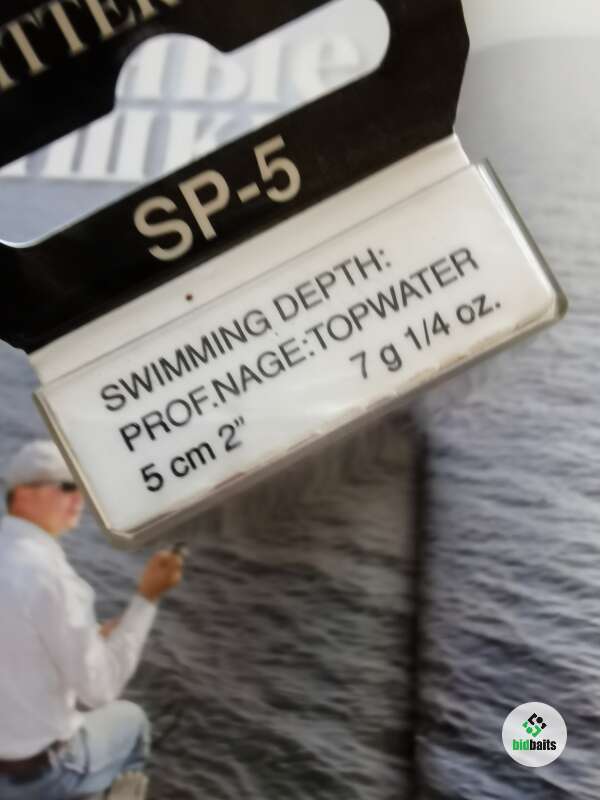 SP-5
SWIMMING DEPTH:
PROF.NAGE:TOPWATER
5 cm 2" 7 g 1/4 oz.
bidbaits